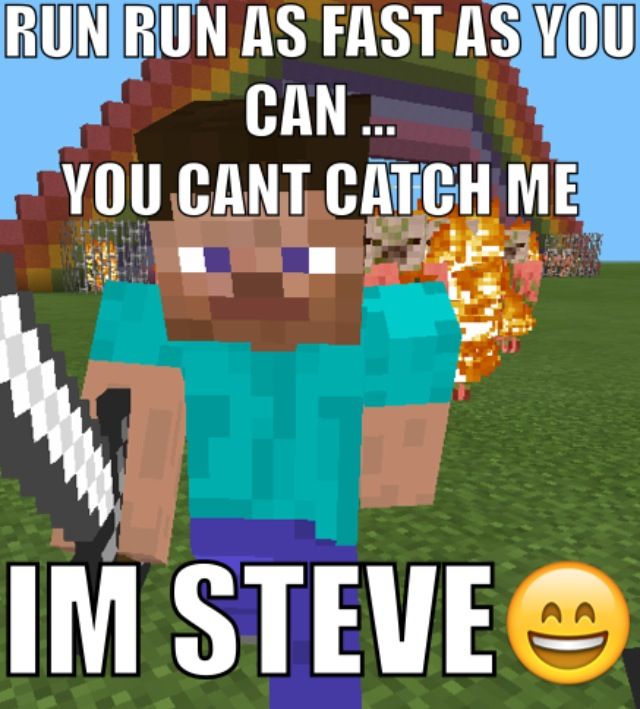 RUN RUN AS FAST AS YOU
CAN ...
YOU CANT CATCH ME
IM STEVE😄